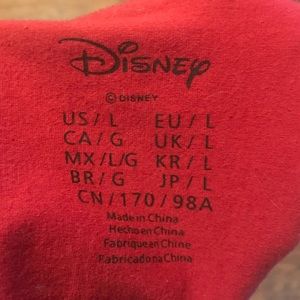 Disney
© DISNEY
US / L EU / L
CA / G UK / L
MX / L/G KR / L
BR / G JP / L
CN / 170 / 98A
Made in China
Hecho en China
Fabriqué en Chine
Fabricado na China